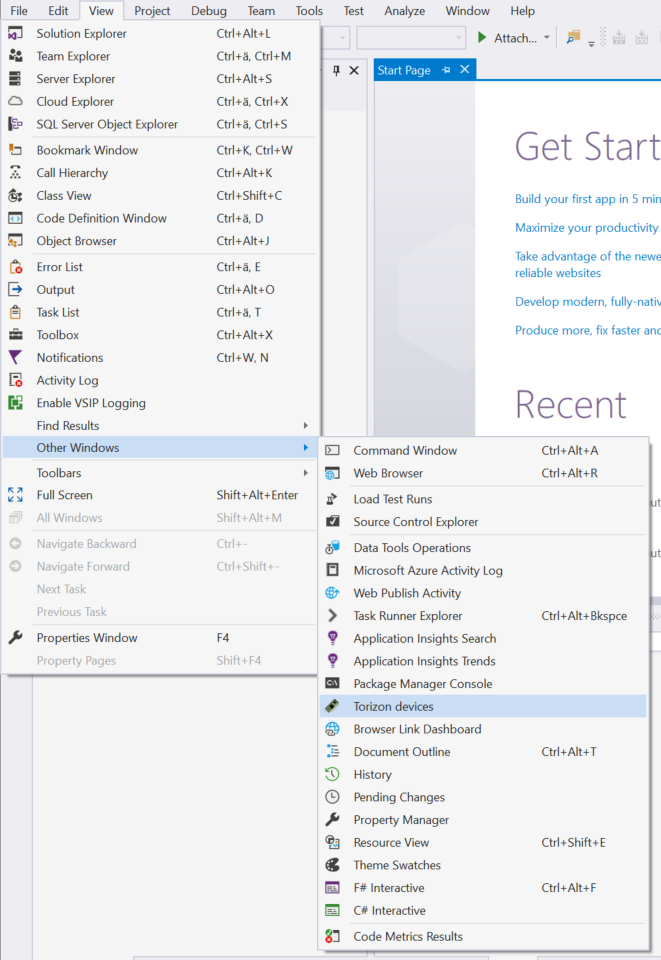 File Edit View Project Debug Team Tools Test Analyze Window Help
Attach...
Start Page
Solution Explorer Ctrl+Alt+L
Team Explorer Ctrl+ä, Ctrl+M
Server Explorer Ctrl+Alt+S
Cloud Explorer Ctrl+ä, Ctrl+X
SQL Server Object Explorer Ctrl+ä, Ctrl+S
Bookmark Window Ctrl+K, Ctrl+W
Call Hierarchy Ctrl+Alt+K
Class View Ctrl+Shift+C
Code Definition Window Ctrl+ä, D
Object Browser Ctrl+Alt+J
Error List Ctrl+ä, E
Output Ctrl+Alt+O
Task List Ctrl+ä, T
Toolbox Ctrl+Alt+X
Notifications Ctrl+W, N
Activity Log
Enable VSIP Logging
Find Results
Other Windows
Toolbars
Full Screen Shift+Alt+Enter
All Windows Shift+Alt+M
Navigate Backward Ctrl+-
Navigate Forward Ctrl+Shift+-
Next Task
Previous Task
Properties Window F4
Property Pages Shift+F4
Get Start
Build your first app in 5 min
Maximize your productivity
Take advantage of the newe
reliable websites
Develop modern, fully-nativ
Produce more, fix faster and
Recent
Command Window Ctrl+Alt+A
Web Browser Ctrl+Alt+R
Load Test Runs
Source Control Explorer
Data Tools Operations
Microsoft Azure Activity Log
Web Publish Activity
Task Runner Explorer Ctrl+Alt+Bkspce
Application Insights Search
Application Insights Trends
Package Manager Console
Torizon devices
Browser Link Dashboard
Document Outline Ctrl+Alt+T
History
Pending Changes
Property Manager
Resource View Ctrl+Shift+E
Theme Swatches
F# Interactive Ctrl+Alt+F
C# Interactive
Code Metrics Results